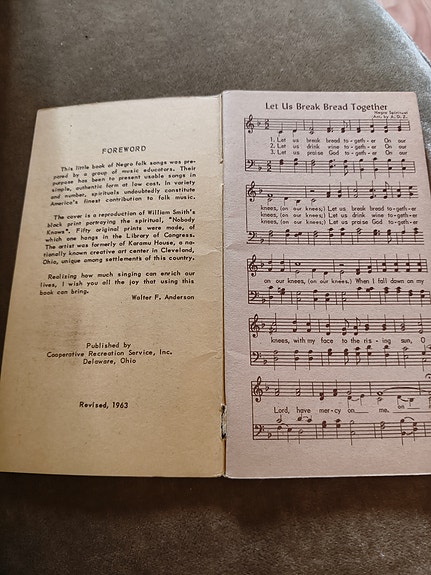 FOREWORD
This little book of Negro folk songs was pre-
pared by a group of music educators. Their
purpose has been to present usable songs in
simple, authentic form at low cost. In variety
and number, spirituals undoubtedly constitute
America's finest contribution to folk music.
The cover is a reproduction of William Smith's
block print portraying the spiritual, "Nobody
Knows". Fifty original prints were made, of
which one hangs in the Library of Congress.
The artist was formerly of Karamu House, a na-
tionally known creative art center in Cleveland,
Ohio, unique among settlements of this country.
Realizing how much singing can enrich our
lives, I wish you all the joy that using this
book can bring.
Walter F. Anderson
Published by
Cooperative Recreation Service, Inc.
Delaware, Ohio
Revised, 1963
Let Us Break Bread Together
Negro Spiritual
(Arr. by A. D. Z.)
1. Let us break bread to-geth-er On our
2. Let us drink wine to-geth-er On our
3. Let us praise God to-geth-er On our
knees, (on our knees;) Let us break bread to-geth-er
knees, (on our knees;) Let us drink wine to-geth-er
knees, (on our knees;) Let us praise God to-geth-er
on our knees, (on our knees.) When I fall down on my
knees, with my face to the ris-ing sun, O
Lord, have mer-cy on me. on